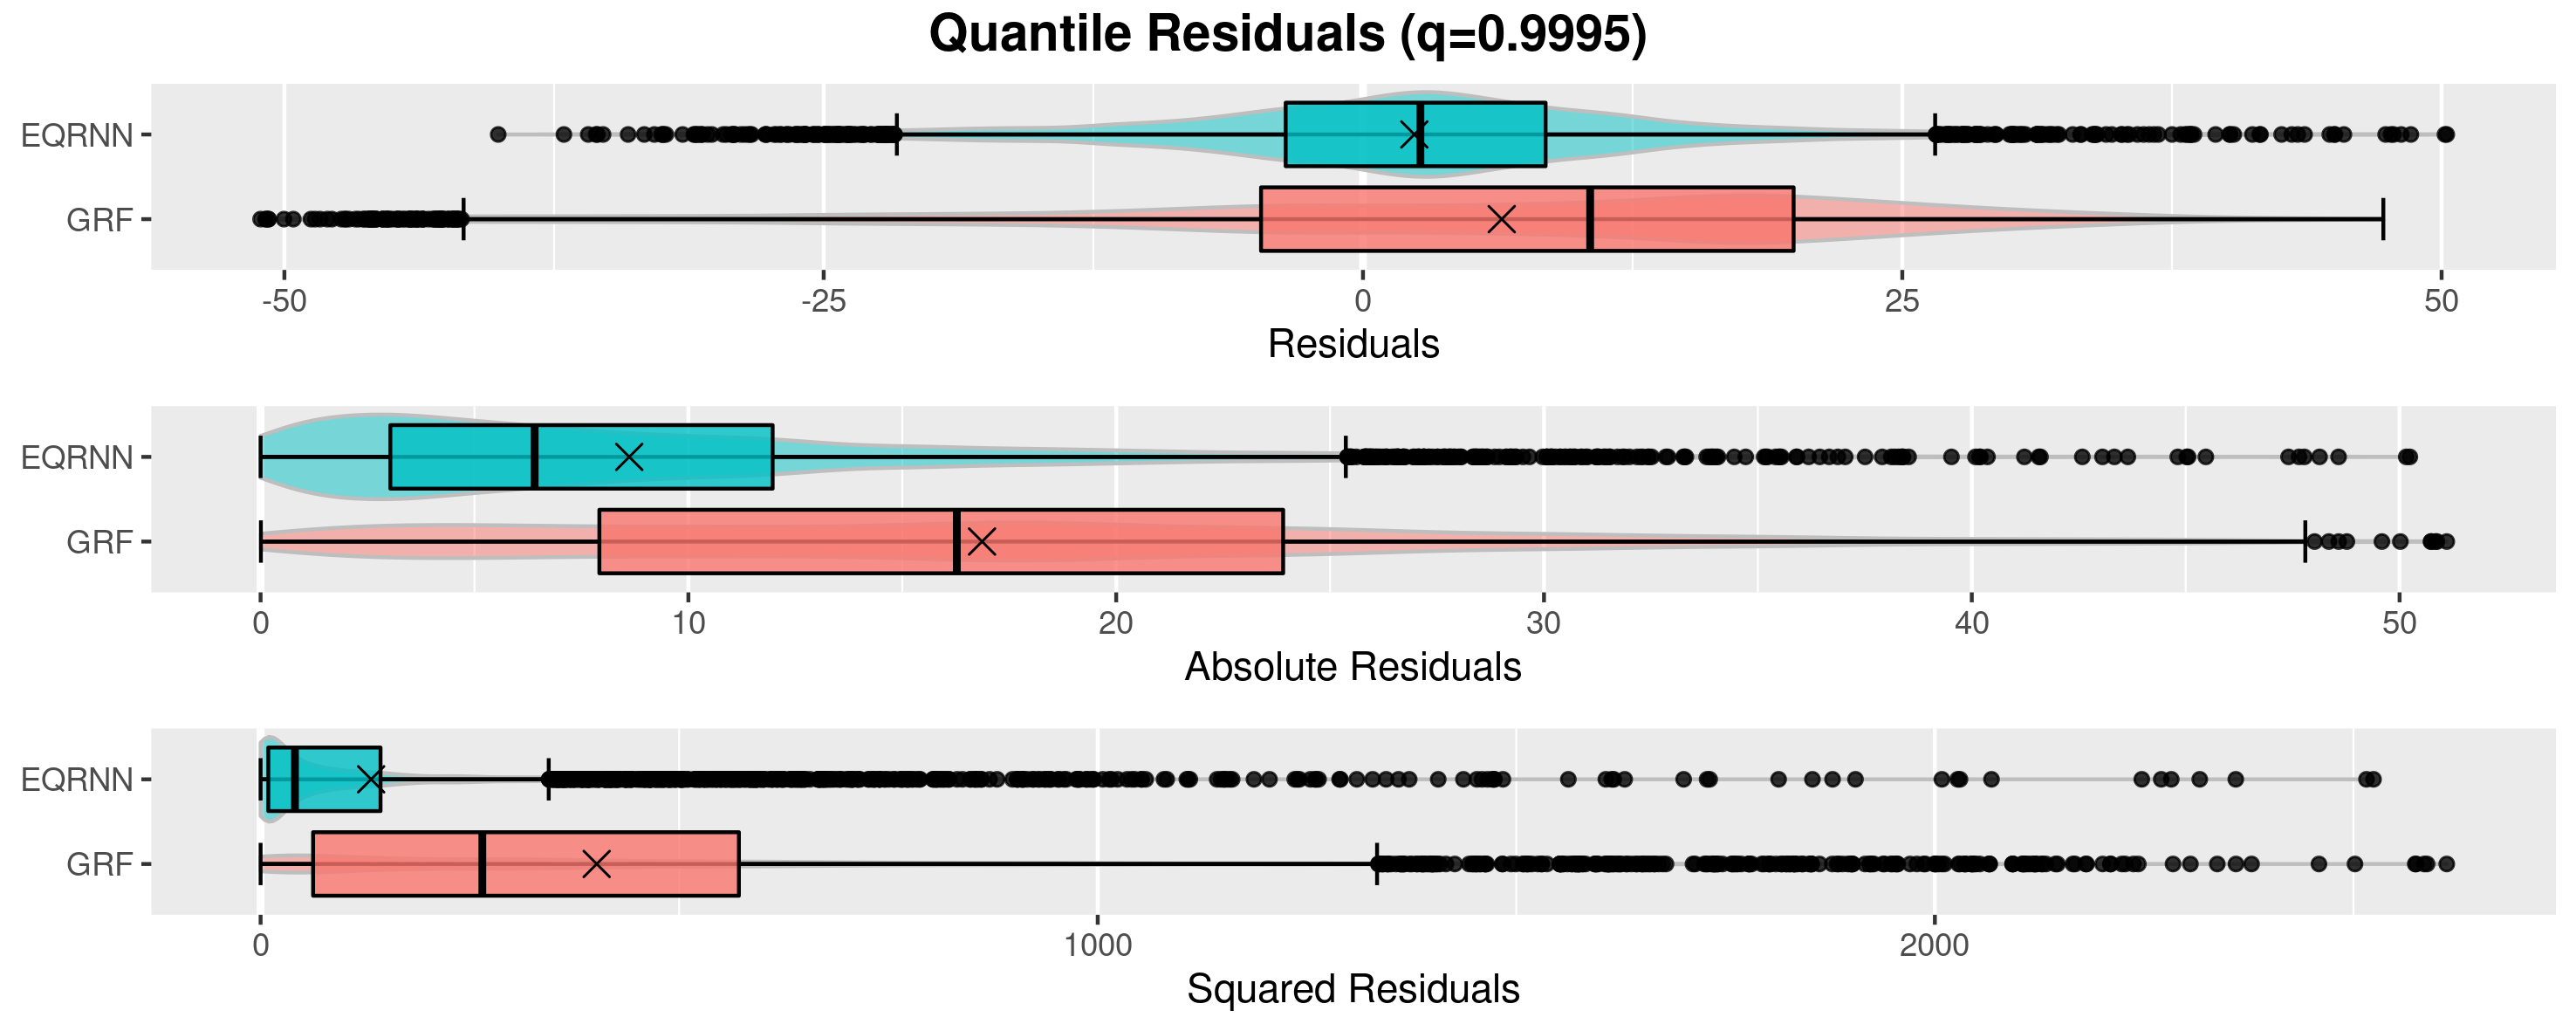 Quantile Residuals (q=0.9995)
EQRNN
GRF
-50 -25 0 25 50
Residuals
EQRNN
GRF
0 10 20 30 40 50
Absolute Residuals
EQRNN
GRF
0 1000 2000
Squared Residuals